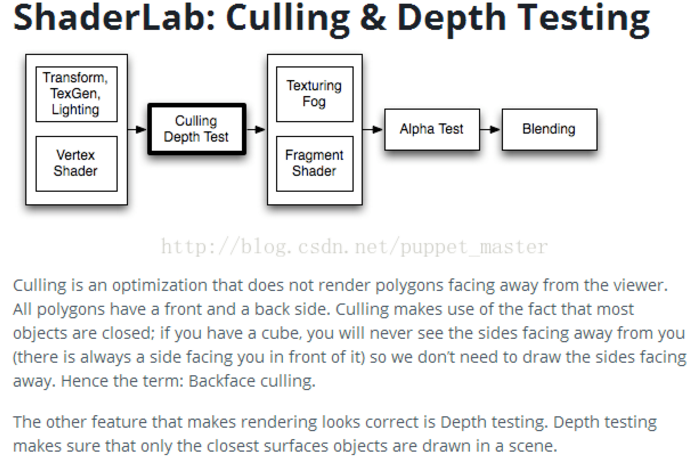 ShaderLab: Culling & Depth Testing
Transform,
TexGen,
Lighting
Vertex
Shader
Culling
Depth Test
Texturing
Fog
Fragment
Shader
Alpha Test
Blending
http://blog.csdn.net/puppet_master
Culling is an optimization that does not render polygons facing away from the viewer.
All polygons have a front and a back side. Culling makes use of the fact that most
objects are closed; if you have a cube, you will never see the sides facing away from you
(there is always a side facing you in front of it) so we don't need to draw the sides facing
away. Hence the term: Backface culling.
The other feature that makes rendering looks correct is Depth testing. Depth testing
makes sure that only the closest surfaces objects are drawn in a scene.